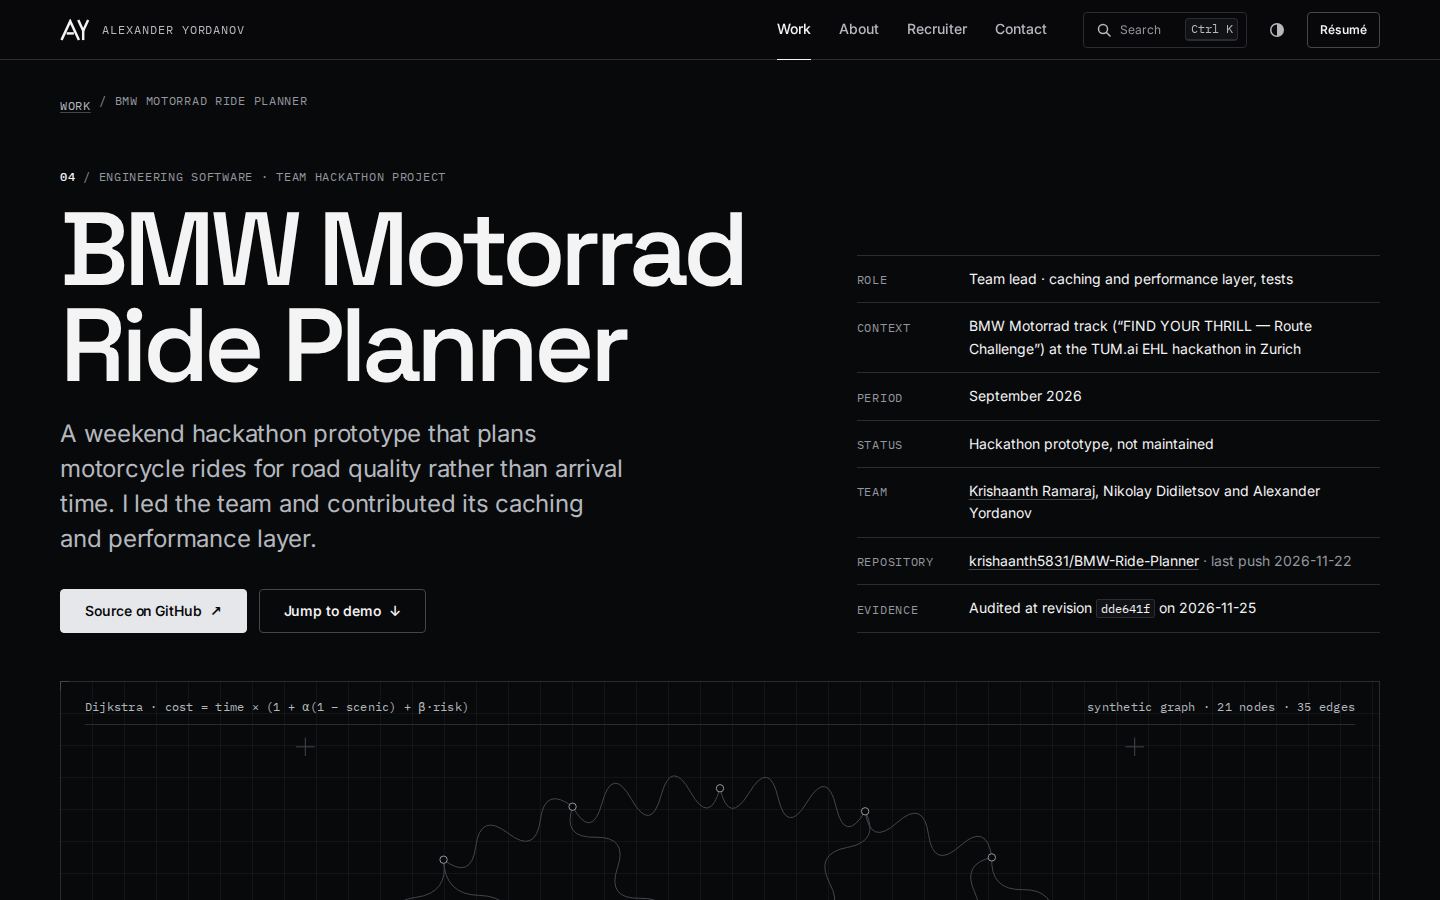 AY ALEXANDER YORDANOV
Work About Recruiter Contact Search Ctrl K Résumé
WORK / BMW MOTORRAD RIDE PLANNER
04 / ENGINEERING SOFTWARE · TEAM HACKATHON PROJECT
BMW Motorrad
Ride Planner
A weekend hackathon prototype that plans
motorcycle rides for road quality rather than arrival
time. I led the team and contributed its caching
and performance layer.
Source on GitHub ↗ Jump to demo ↓
ROLE Team lead · caching and performance layer, tests
CONTEXT BMW Motorrad track (“FIND YOUR THRILL — Route
Challenge”) at the TUM.ai EHL hackathon in Zurich
PERIOD September 2026
STATUS Hackathon prototype, not maintained
TEAM Krishaanth Ramaraj, Nikolay Didiletsov and Alexander
Yordanov
REPOSITORY krishaanth5831/BMW-Ride-Planner · last push 2026-11-22
EVIDENCE Audited at revision dde641f on 2026-11-25
Dijkstra · cost = time × (1 + α(1 − scenic) + β·risk)
synthetic graph · 21 nodes · 35 edges